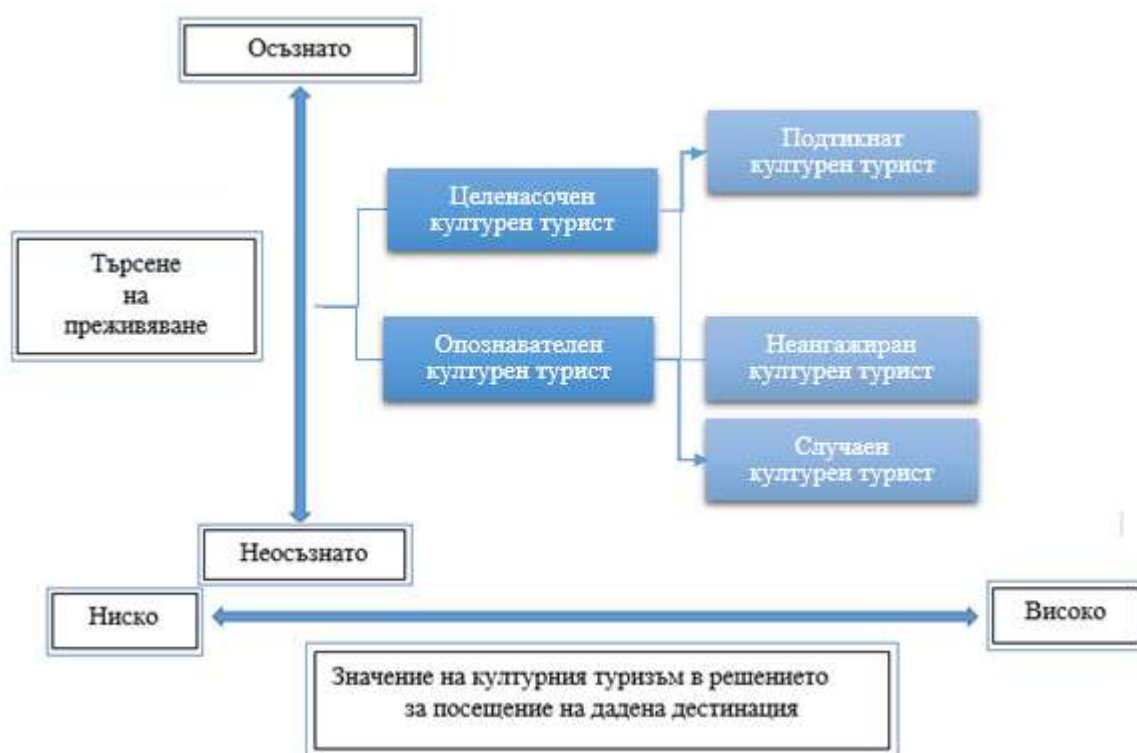 Осъзнато
Подтикнат
културен турист
Целенасочен
културен турист
Търсене
на
преживяване
Опознавателен
културен турист
Неангажиран
културен турист
Случаен
културен турист
Неосъзнато
Ниско
Високо
Значение на културния туризъм в решението
за посещение на дадена дестинация